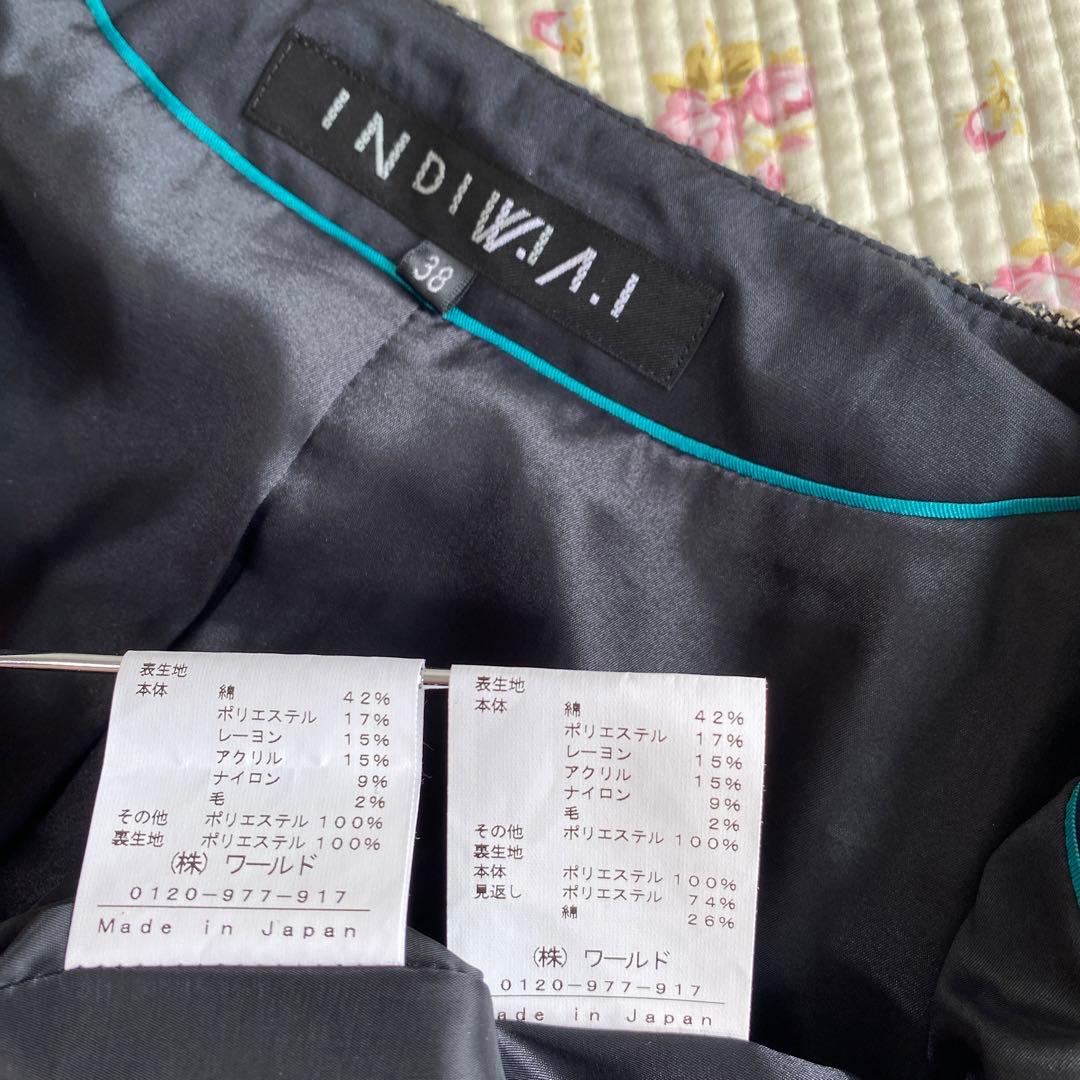 INDIVI
38
表生地
本体 綿 42%
ポリエステル 17%
レーヨン 15%
アクリル 15%
ナイロン 9%
毛 2%
その他 ポリエステル 100%
裏生地 ポリエステル 100%
(株) ワールド
0120-977-917
Made in Japan
表生地
本体 綿 42%
ポリエステル 17%
レーヨン 15%
アクリル 15%
ナイロン 9%
毛 2%
その他 ポリエステル 100%
裏生地
本体 ポリエステル 100%
見返し ポリエステル 74%
綿 26%
(株) ワールド
0120-977-917
ade in Japan